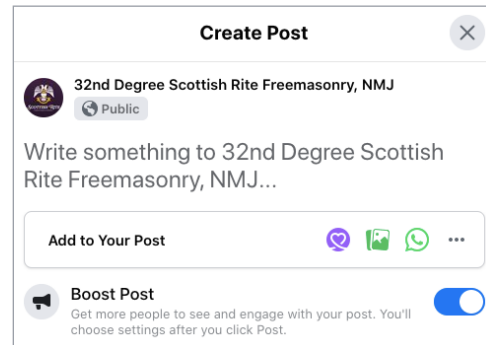 Create Post
32nd Degree Scottish Rite Freemasonry, NMJ
Public
Write something to 32nd Degree Scottish
Rite Freemasonry, NMJ...
Add to Your Post
Boost Post
Get more people to see and engage with your post. You'll
choose settings after you click Post.